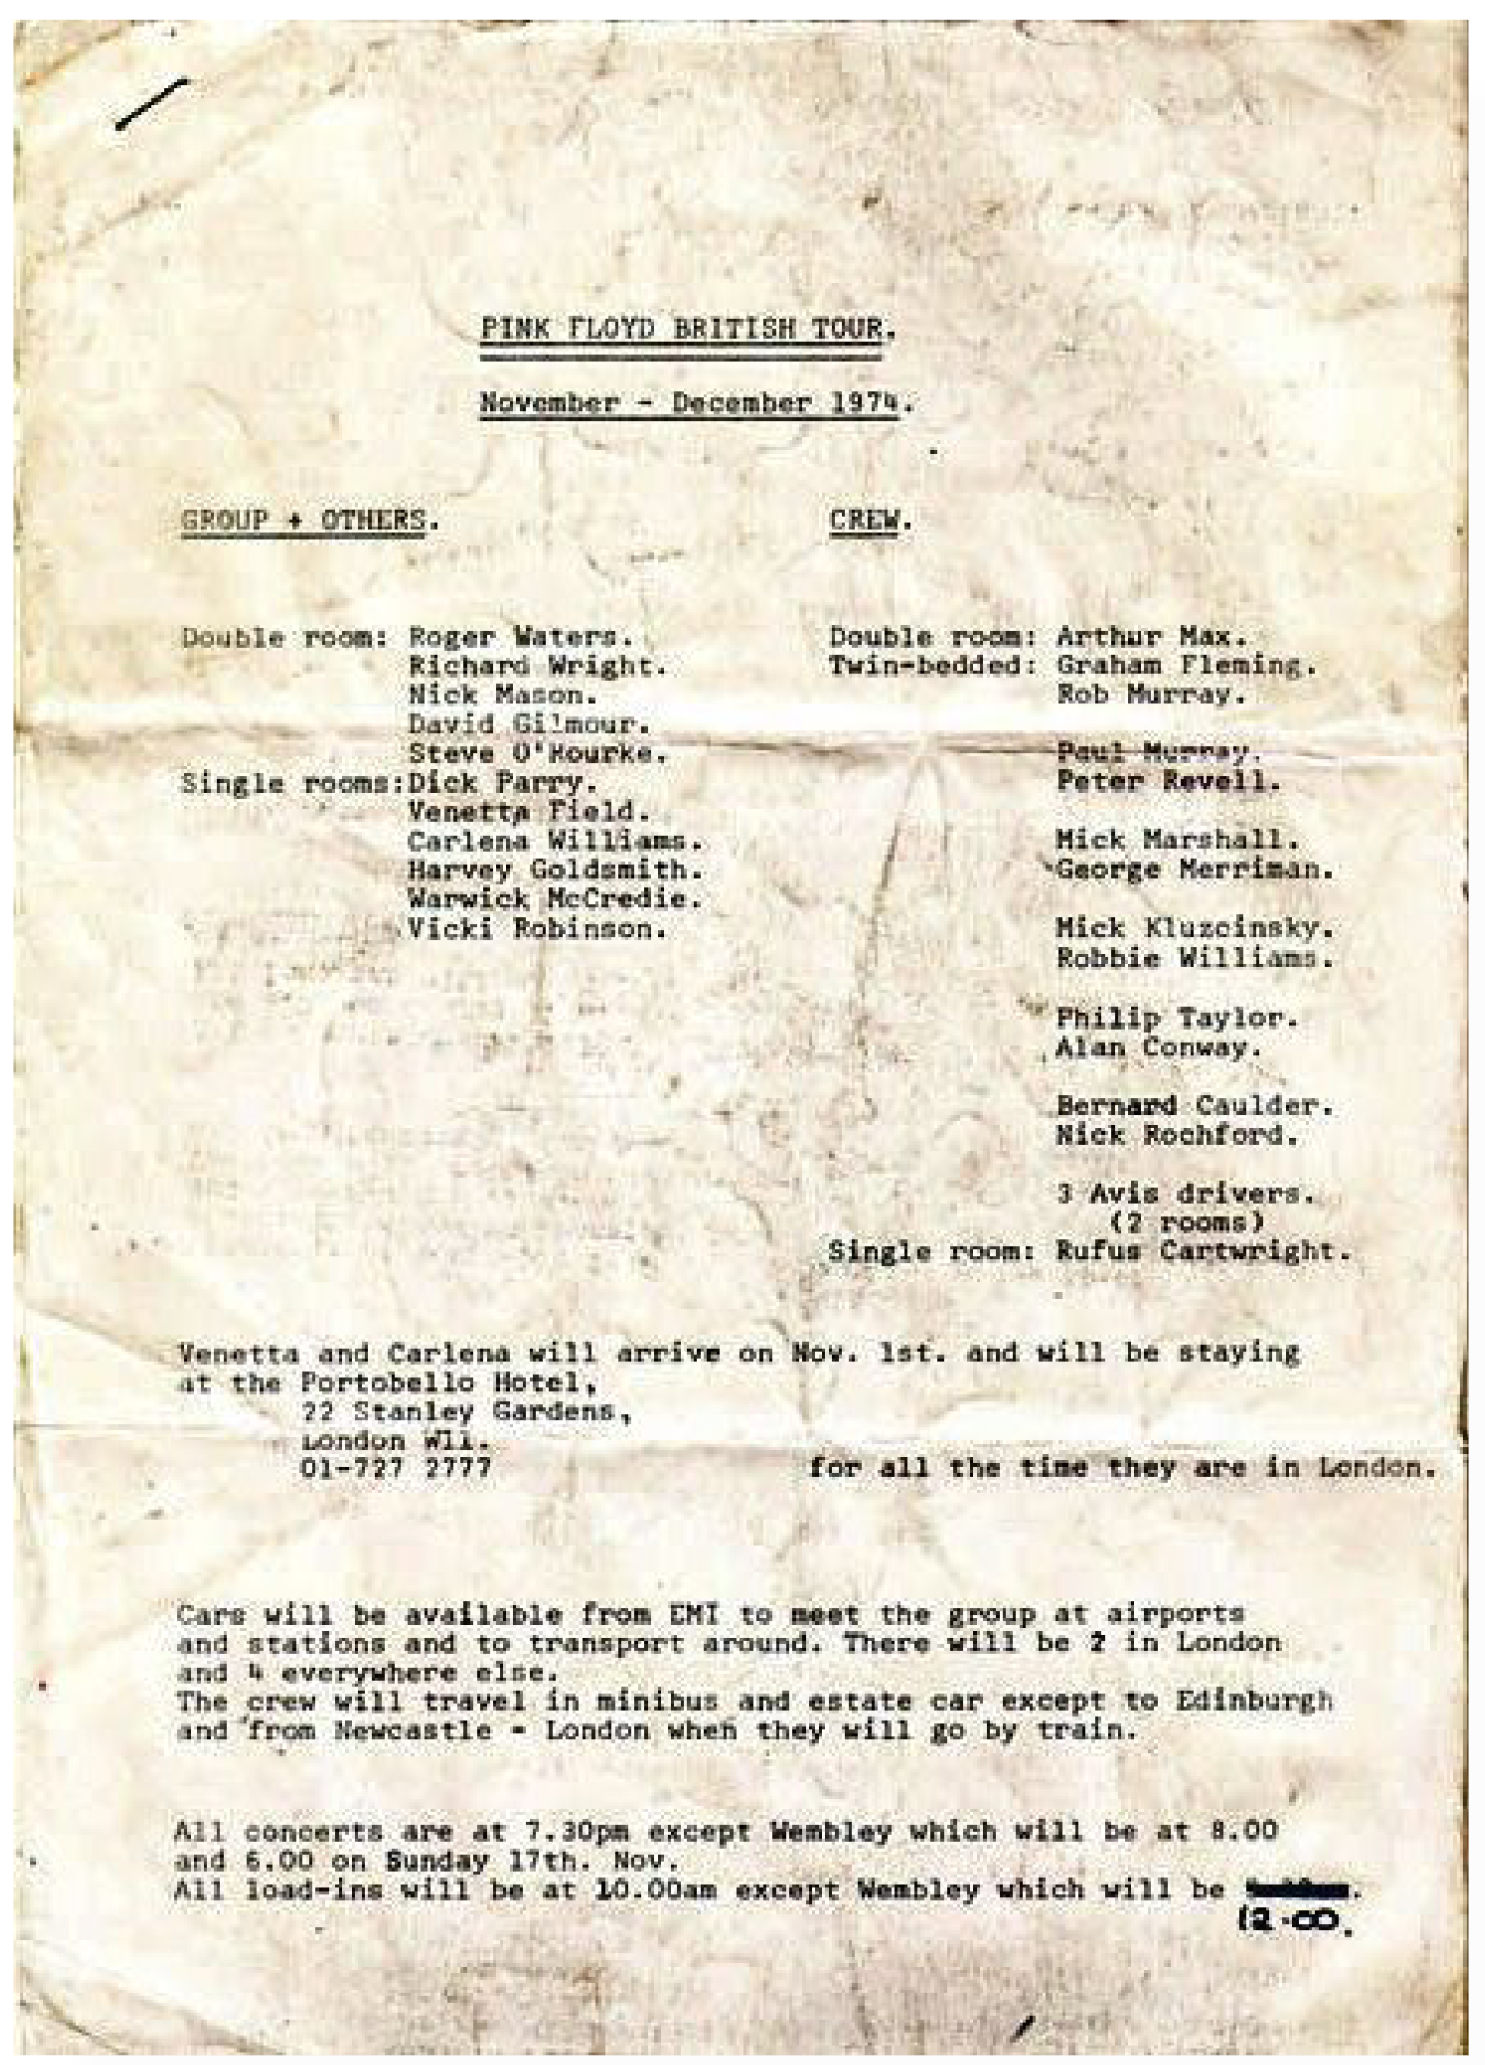 PINK FLOYD BRITISH TOUR.
November - December 1974.
GROUP + OTHERS.
Double room: Roger Waters.
Richard Wright.
Nick Mason.
David Gilmour.
Steve O'Rourke.
Single rooms:Dick Parry.
Venetta Field.
Carlena Williams.
Harvey Goldsmith.
Warwick McCredie.
Vicki Robinson.
CREW.
Double room: Arthur Max.
Twin-bedded: Graham Fleming.
Rob Murray.
Paul Murray.
Peter Revell.
Mick Marshall.
George Merriman.
Mick Kluzcinsky.
Robbie Williams.
Philip Taylor.
Alan Conway.
Bernard Caulder.
Nick Rochford.
3 Avis drivers.
(2 rooms)
Single room: Rufus Cartwright.
Venetta and Carlena will arrive on Nov. 1st. and will be staying
at the Portobello Hotel,
22 Stanley Gardens,
London W11.
01-727 2777 for all the time they are in London.
Cars will be available from EMI to meet the group at airports
and stations and to transport around. There will be 2 in London
and 4 everywhere else.
The crew will travel in minibus and estate car except to Edinburgh
and from Newcastle - London when they will go by train.
All concerts are at 7.30pm except Wembley which will be at 8.00
and 6.00 on Sunday 17th. Nov.
All load-ins will be at 10.00am except Wembley which will be
12.00.